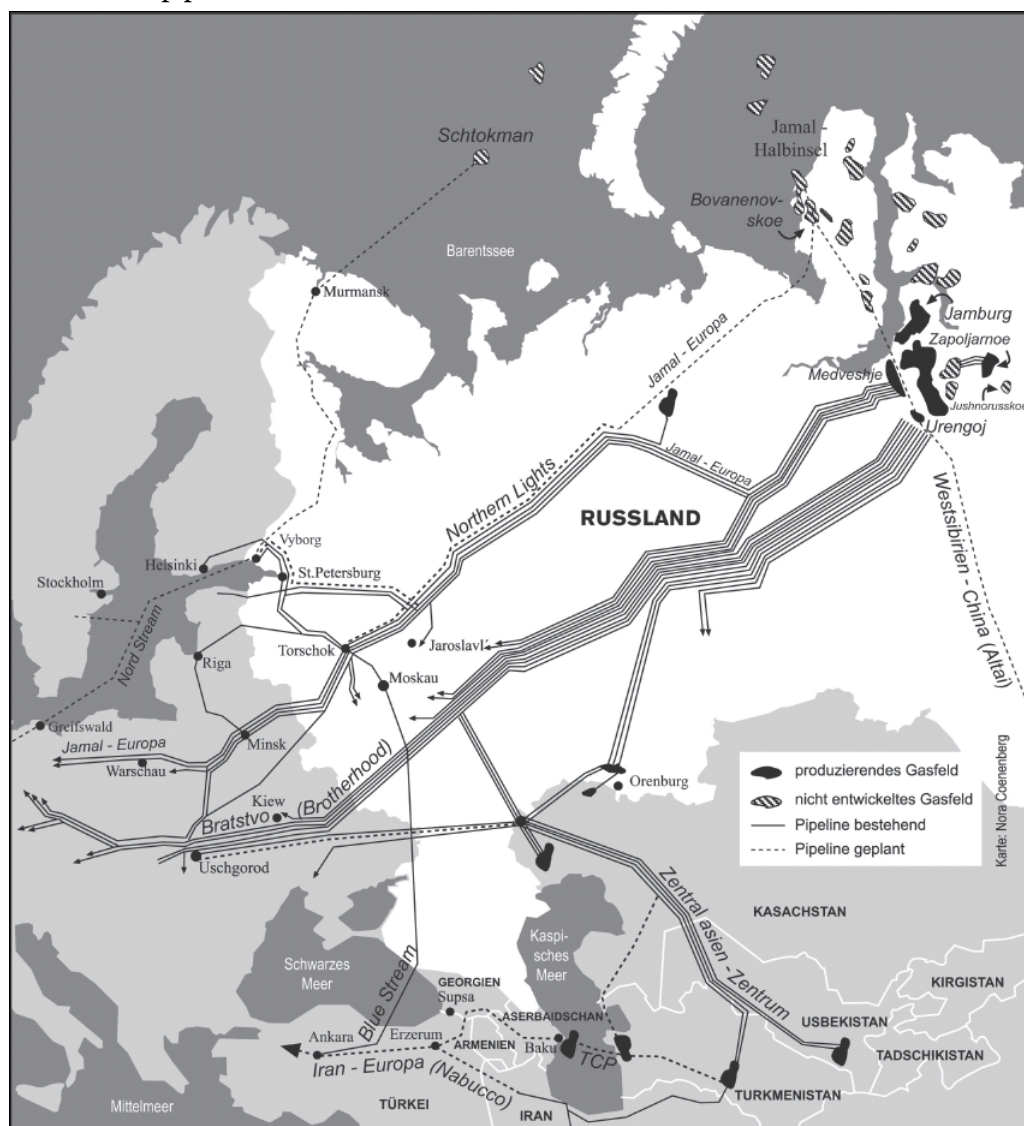 Schtokman
Jamal -
Halbinsel
Bovanenov-
skoe
Barentssee
Murmansk
Jamburg
Zapoljarnoe
Medveshje
Jushnorusskoe
Urengoj
Jamal - Europa
Jamal - Europa
Northern Lights
RUSSLAND
Westsibirien - China (Altai)
Vyborg
Helsinki
St.Petersburg
Stockholm
Nord Stream
Riga
Torschok
Jaroslavl´
Moskau
Greifswald
Jamal - Europa
Minsk
Warschau
Kiew
Bratstvo (Brotherhood)
Uschgorod
Orenburg
produzierendes Gasfeld
nicht entwickeltes Gasfeld
Pipeline bestehend
Pipeline geplant
Karte: Nora Coenenberg
Zentral asien -Zentrum
KASACHSTAN
Kaspi-
sches
Meer
Schwarzes
Meer
Blue Stream
GEORGIEN
Supsa
ASERBAIDSCHAN
KIRGISTAN
USBEKISTAN
Ankara
Erzerum
ARMENIEN
Baku
TCP
TADSCHIKISTAN
Iran - Europa (Nabucco)
TURKMENISTAN
Mittelmeer
TÜRKEI
IRAN